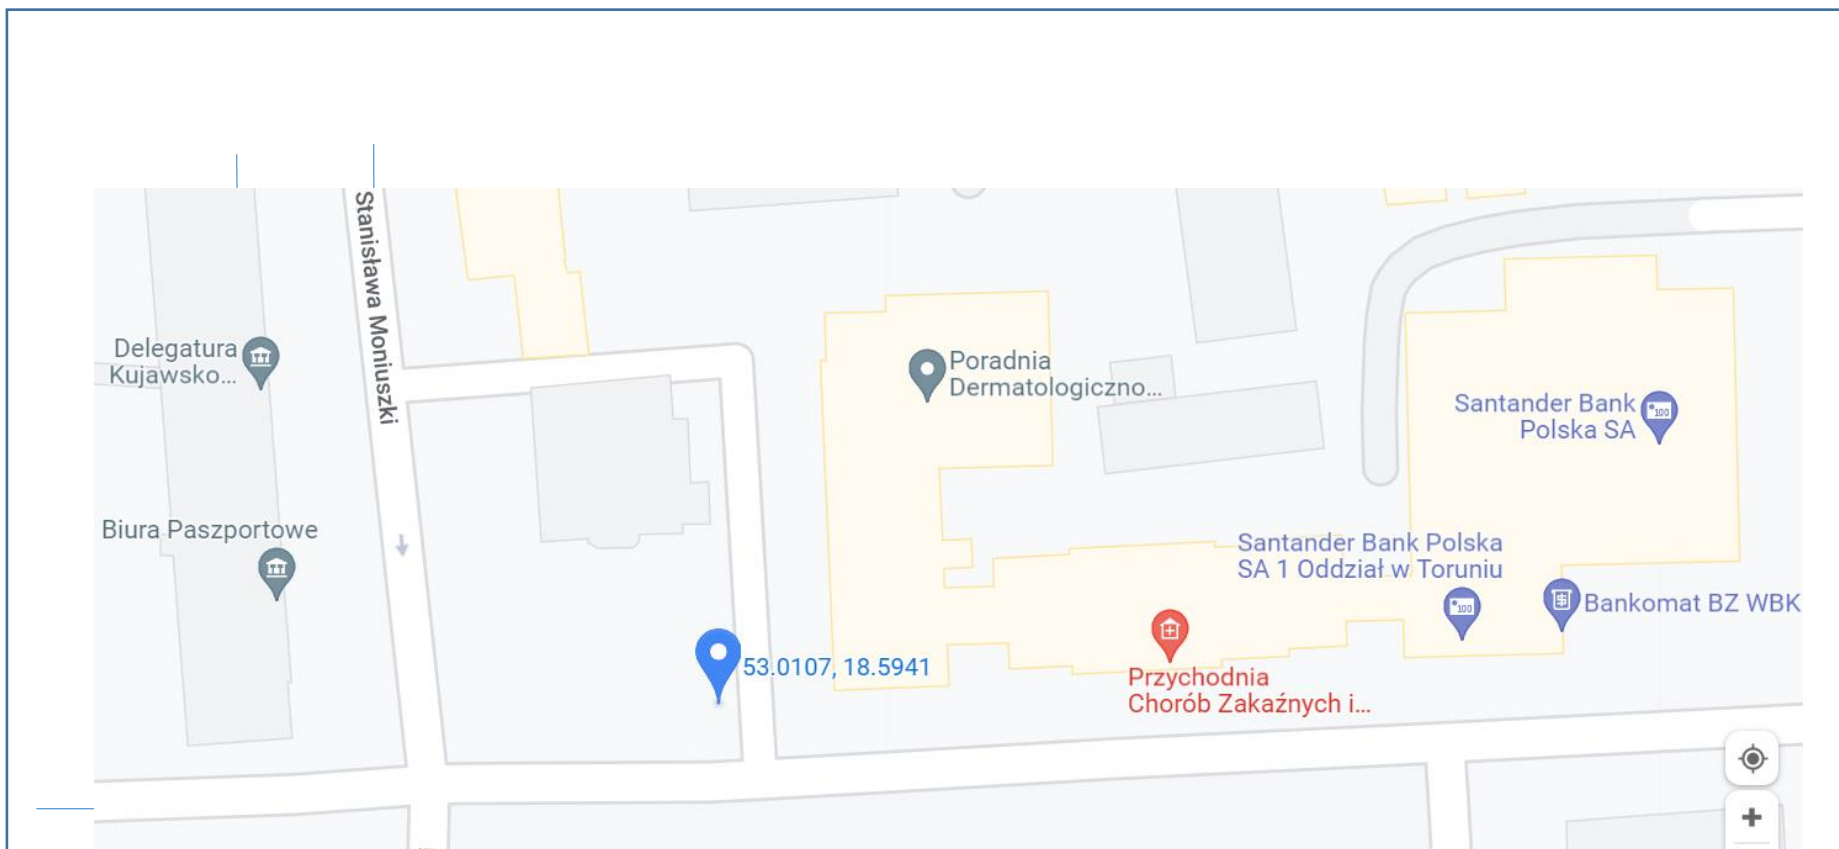 Stanisława Moniuszki
Delegatura
Kujawsko...
Poradnia
Dermatologiczno...
Santander Bank
Polska SA
Biura Paszportowe
Santander Bank Polska
SA 1 Oddział w Toruniu
Bankomat BZ WBK
53.0107, 18.5941
Przychodnia
Chorób Zakaźnych i...